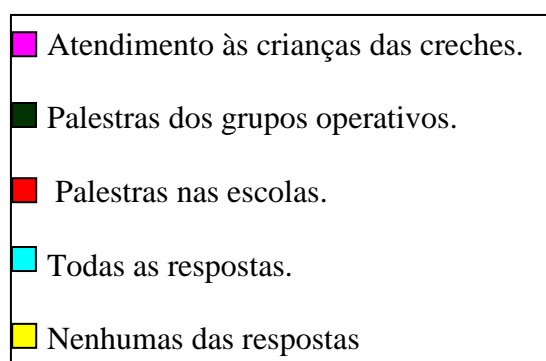 Atendimento às crianças das creches.
Palestras dos grupos operativos.
Palestras nas escolas.
Todas as respostas.
Nenhumas das respostas